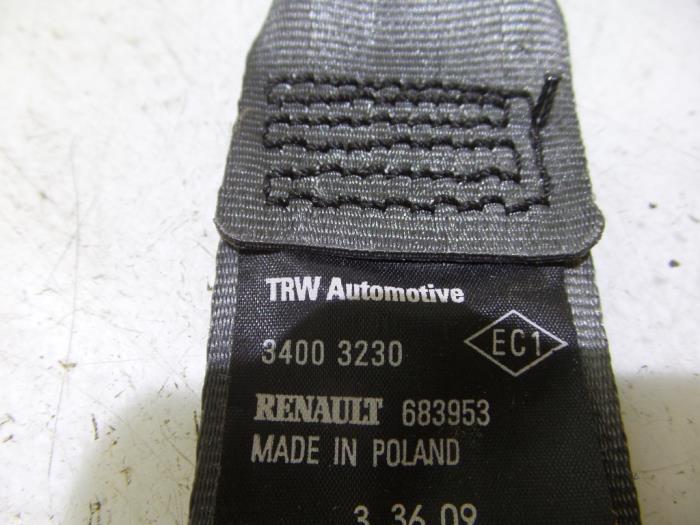 TRW Automotive
3400 3230 EC1
RENAULT 683953
MADE IN POLAND
3 36 09